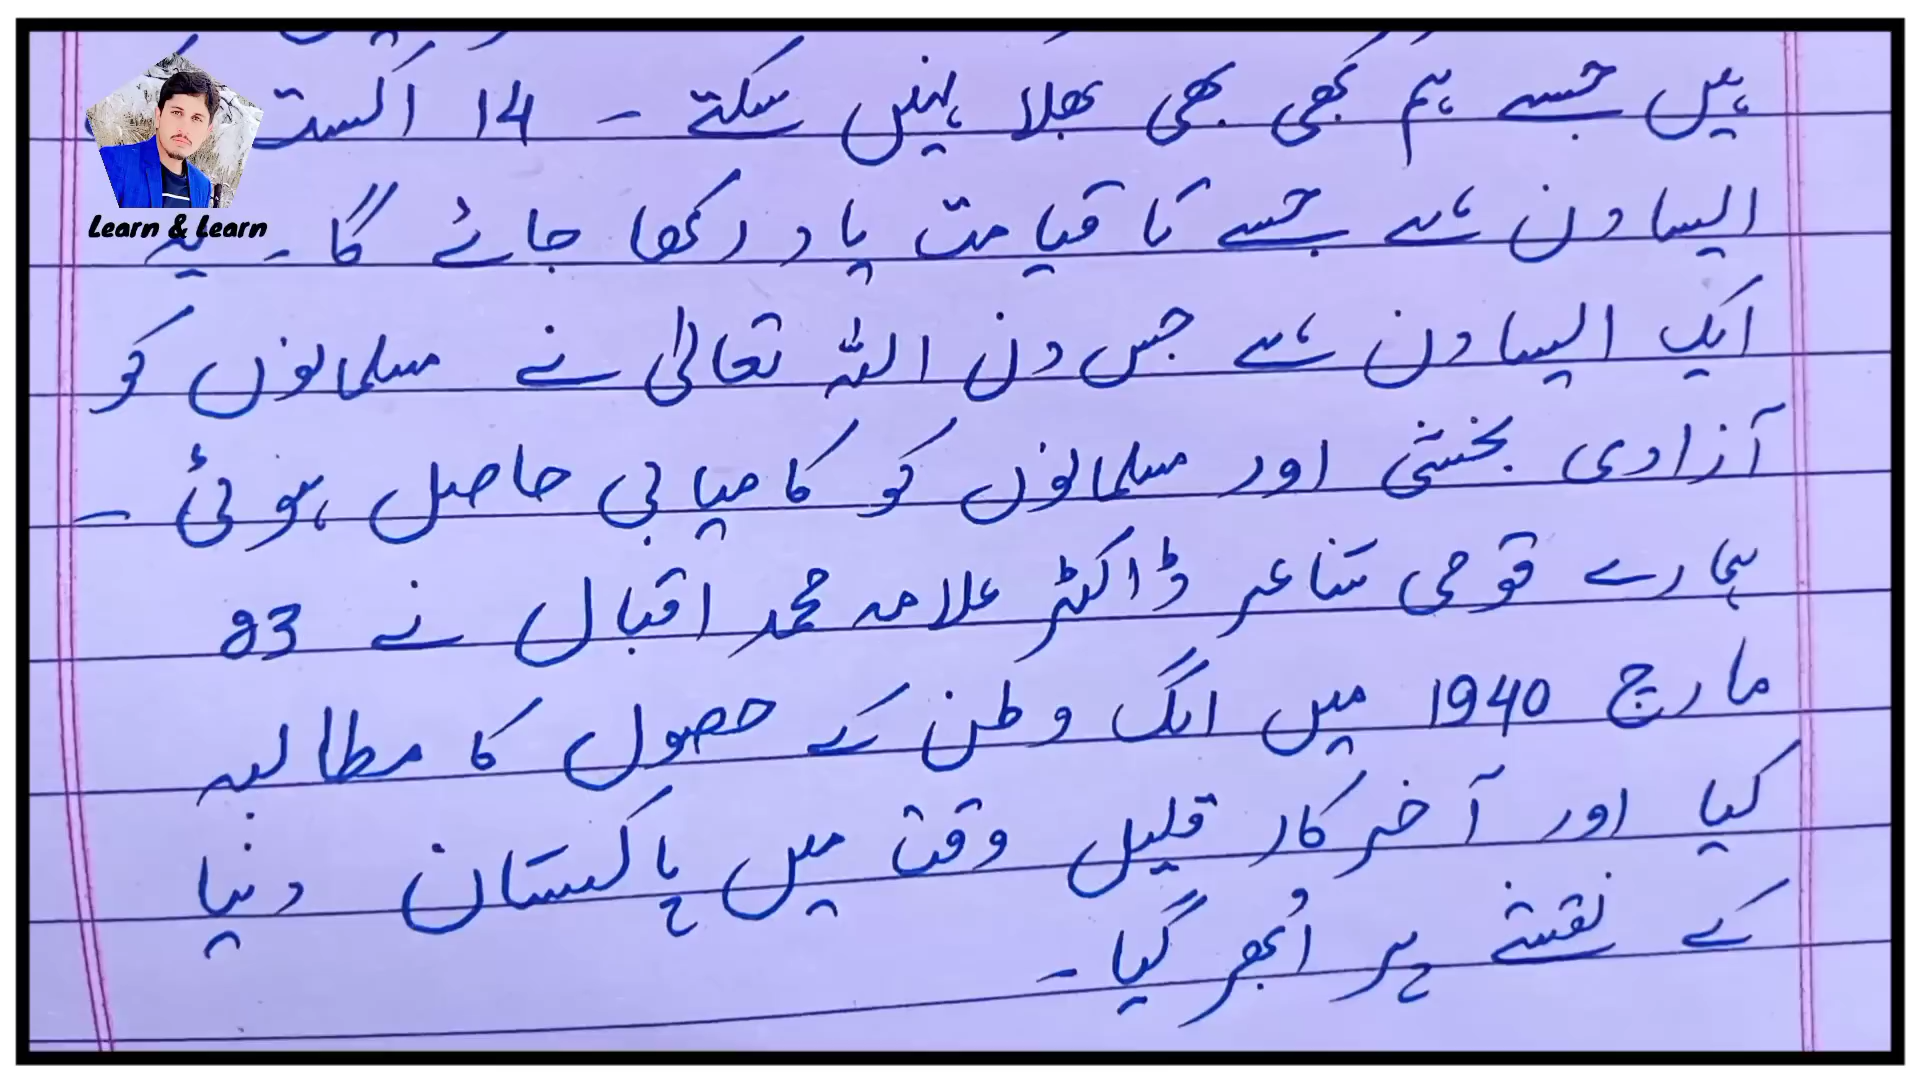 ہیں جسے ہم کبھی بھی بھلا نہیں سکتے ۔ 14 اگست
ایسا دن ہے جسے تا قیامت یاد رکھا جائے گا۔ یہ
ایک ایسا دن ہے جس دن اللہ تعالیٰ نے مسلمانوں کو
آزادی بخشی اور مسلمانوں کو کامیابی حاصل ہوئی ۔
ہمارے قومی شاعر ڈاکٹر علامہ محمد اقبال نے 23
مارچ 1940 میں الگ وطن کے حصول کا مطالبہ
کیا اور آخر کار قلیل وقت میں پاکستان دنیا
کے نقشے پر اُبھر گیا ۔
Learn & Learn